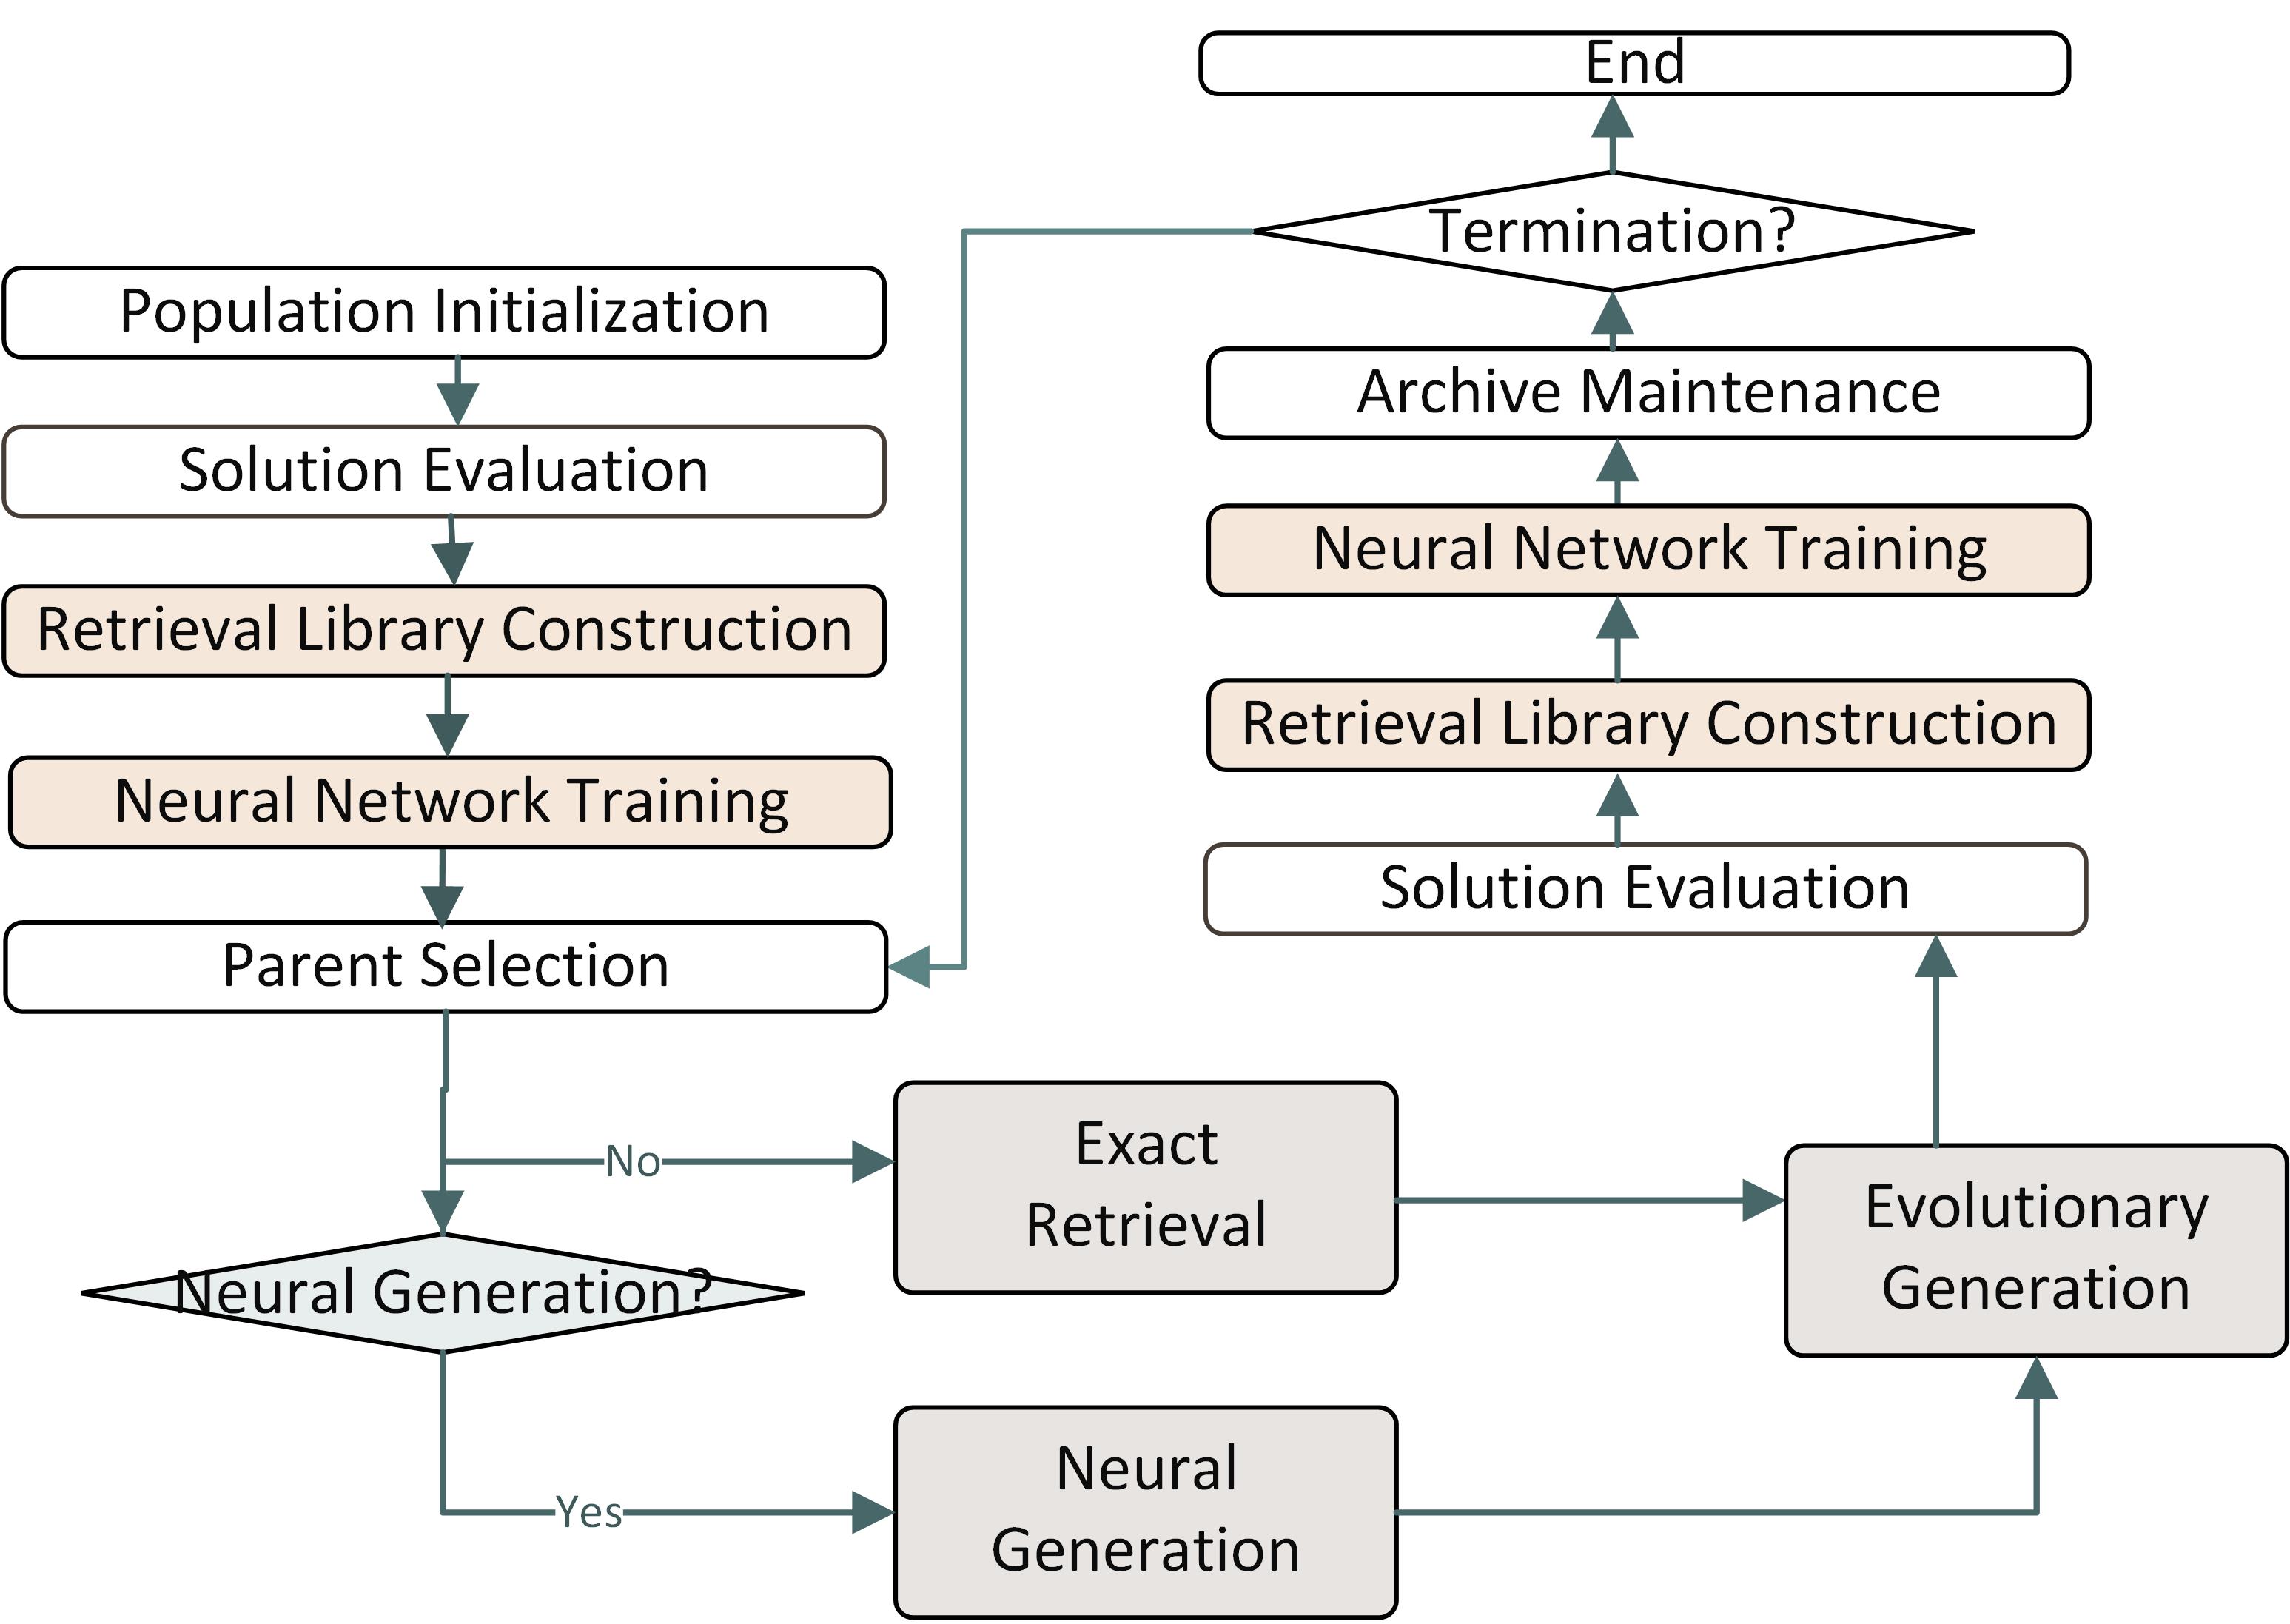 End
Termination?
Population Initialization
Archive Maintenance
Solution Evaluation
Neural Network Training
Retrieval Library Construction
Retrieval Library Construction
Neural Network Training
Solution Evaluation
Parent Selection
No
Exact
Retrieval
Evolutionary
Generation
Neural Generation?
Yes
Neural
Generation